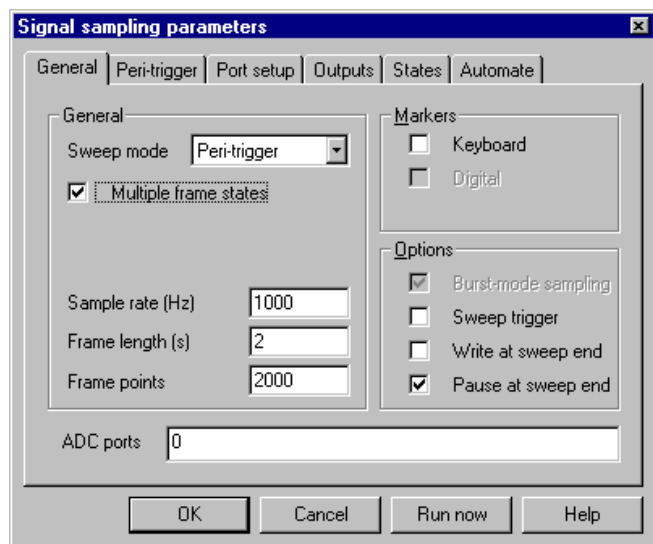 Signal sampling parameters
General Peri-trigger Port setup Outputs States Automate
General
Sweep mode Peri-trigger
Multiple frame states
Sample rate (Hz) 1000
Frame length (s) 2
Frame points 2000
Markers
Keyboard
Digital
Options
Burst-mode sampling
Sweep trigger
Write at sweep end
Pause at sweep end
ADC ports 0
OK Cancel Run now Help